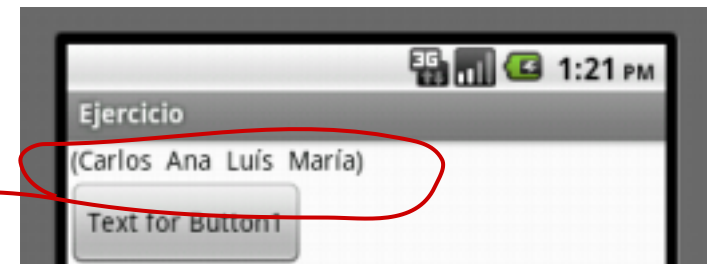 3G 1:21 PM
Ejercicio
(Carlos Ana Luís María)
Text for Button1